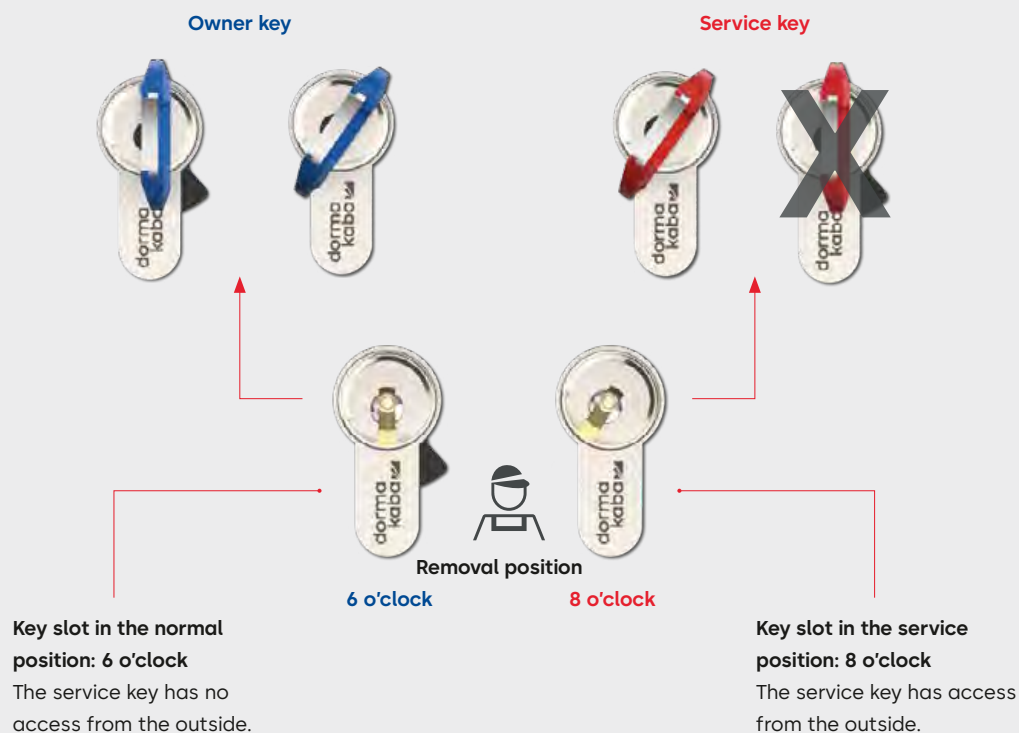 Owner key
Service key
dorma
kaba
dorma
kaba
dorma
kaba
dorma
kaba
dorma
kaba
dorma
kaba
Removal position
6 o'clock
8 o'clock
Key slot in the normal
position: 6 o'clock
The service key has no
access from the outside.
Key slot in the service
position: 8 o'clock
The service key has access
from the outside.